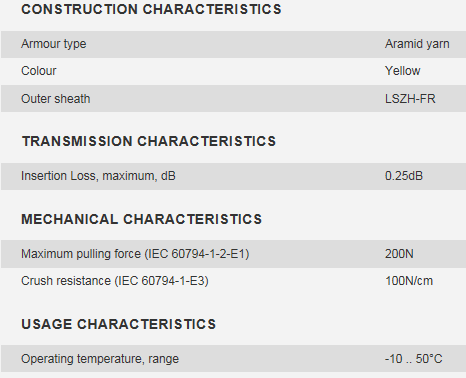 CONSTRUCTION CHARACTERISTICS
Armour type Aramid yarn
Colour Yellow
Outer sheath LSZH-FR
TRANSMISSION CHARACTERISTICS
Insertion Loss, maximum, dB 0.25dB
MECHANICAL CHARACTERISTICS
Maximum pulling force (IEC 60794-1-2-E1) 200N
Crush resistance (IEC 60794-1-E3) 100N/cm
USAGE CHARACTERISTICS
Operating temperature, range -10 .. 50°C